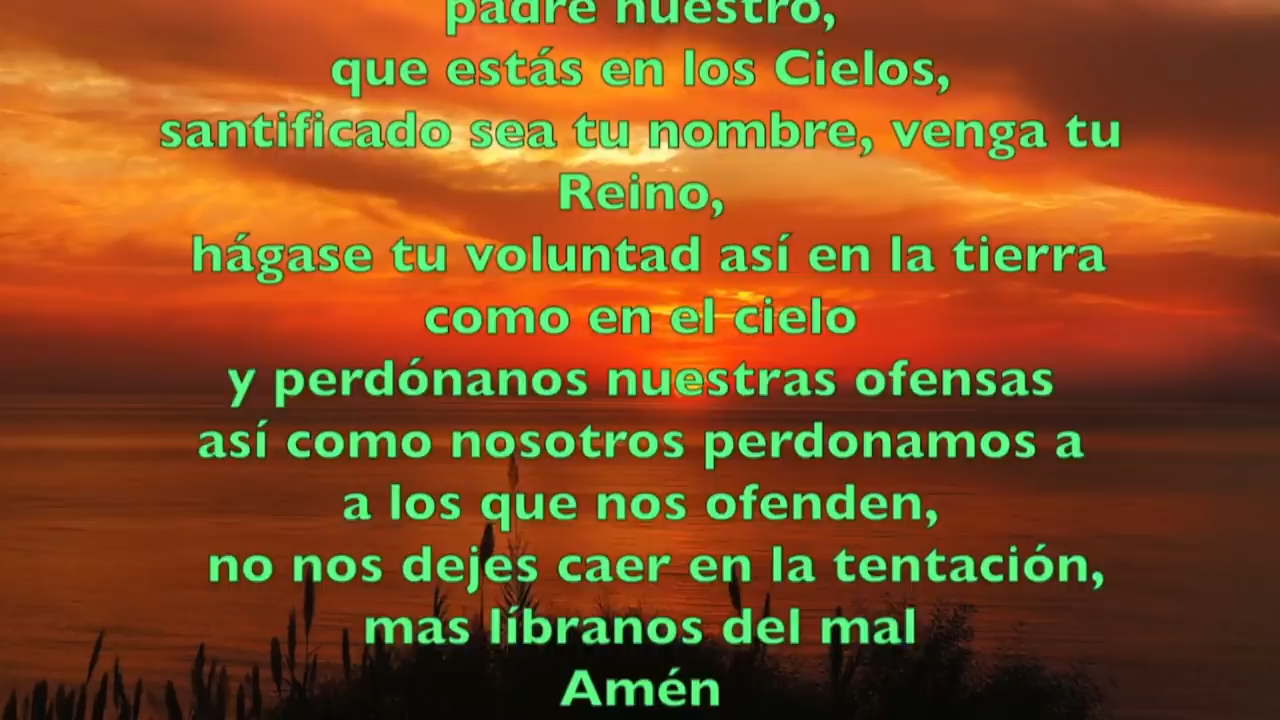 padre nuestro,
que estás en los Cielos,
santificado sea tu nombre, venga tu
Reino,
hágase tu voluntad así en la tierra
como en el cielo
y perdónanos nuestras ofensas
así como nosotros perdonamos a
a los que nos ofenden,
no nos dejes caer en la tentación,
mas líbranos del mal
Amén